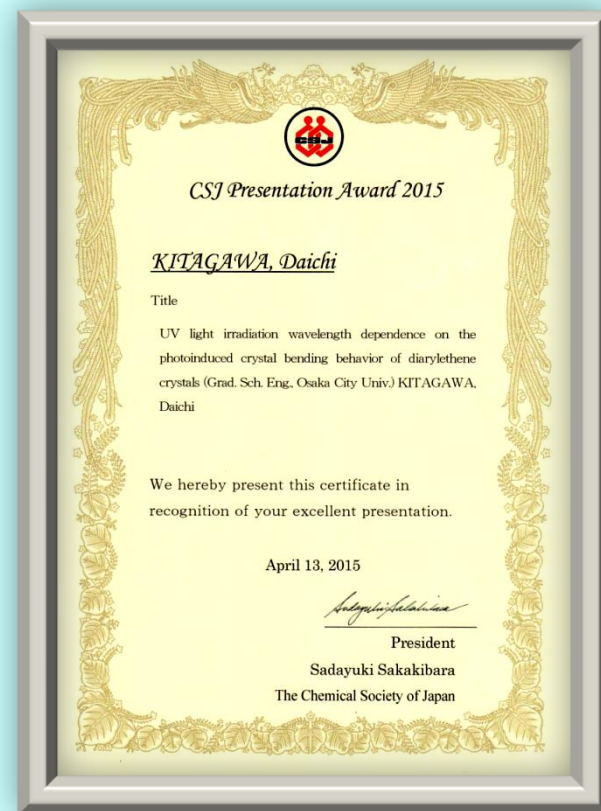 CSJ
CSJ Presentation Award 2015
KITAGAWA, Daichi
Title
UV light irradiation wavelength dependence on the
photoinduced crystal bending behavior of diarylethene
crystals (Grad. Sch. Eng., Osaka City Univ.) KITAGAWA,
Daichi
We hereby present this certificate in
recognition of your excellent presentation.
April 13, 2015
Sadayuki Sakakibara
President
Sadayuki Sakakibara
The Chemical Society of Japan